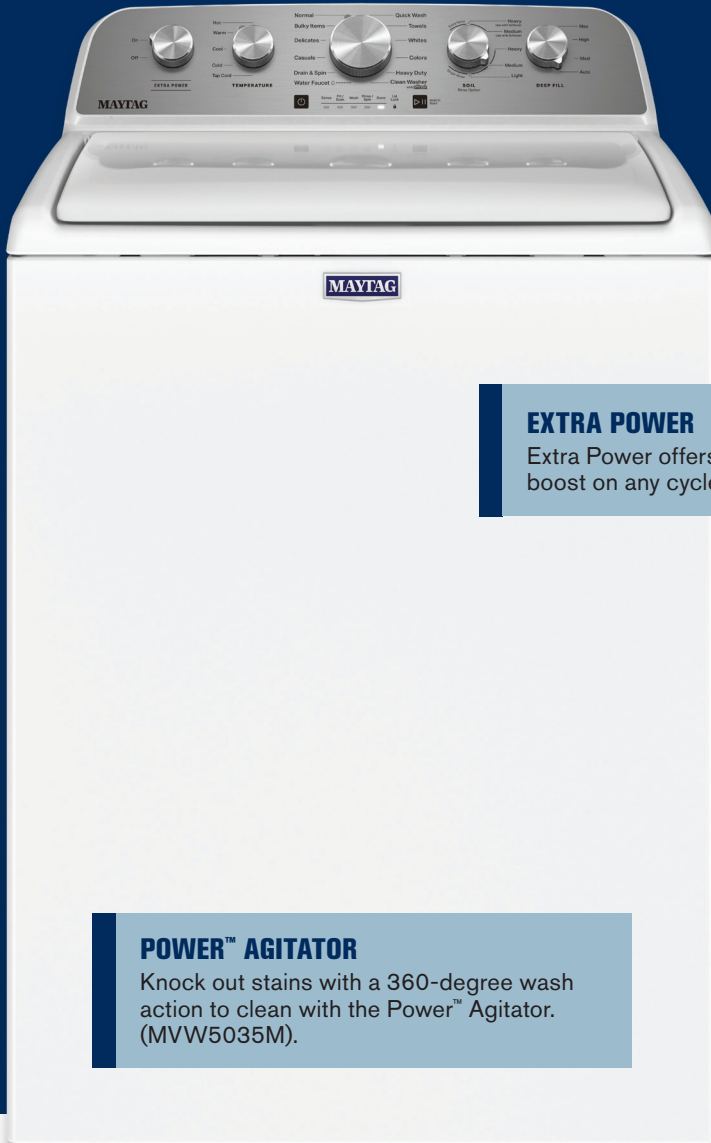 Normal
Quick Wash
Bulky Items
Towels
Delicates
Whites
Casuals
Colors
Drain & Spin
Heavy Duty
Water Faucet
Clean Washer
On
Off
EXTRA POWER
Hot
Warm
Cool
Cold
Tap Cold
TEMPERATURE
Heavy
Medium
Heavy
Medium
Light
SOIL
Max
High
Med
Auto
DEEP FILL
Wash
Done
Lid
Lock
MAYTAG
MAYTAG
EXTRA POWER
Extra Power offers
boost on any cycle
POWER™ AGITATOR
Knock out stains with a 360-degree wash
action to clean with the Power™ Agitator.
(MVW5035M).